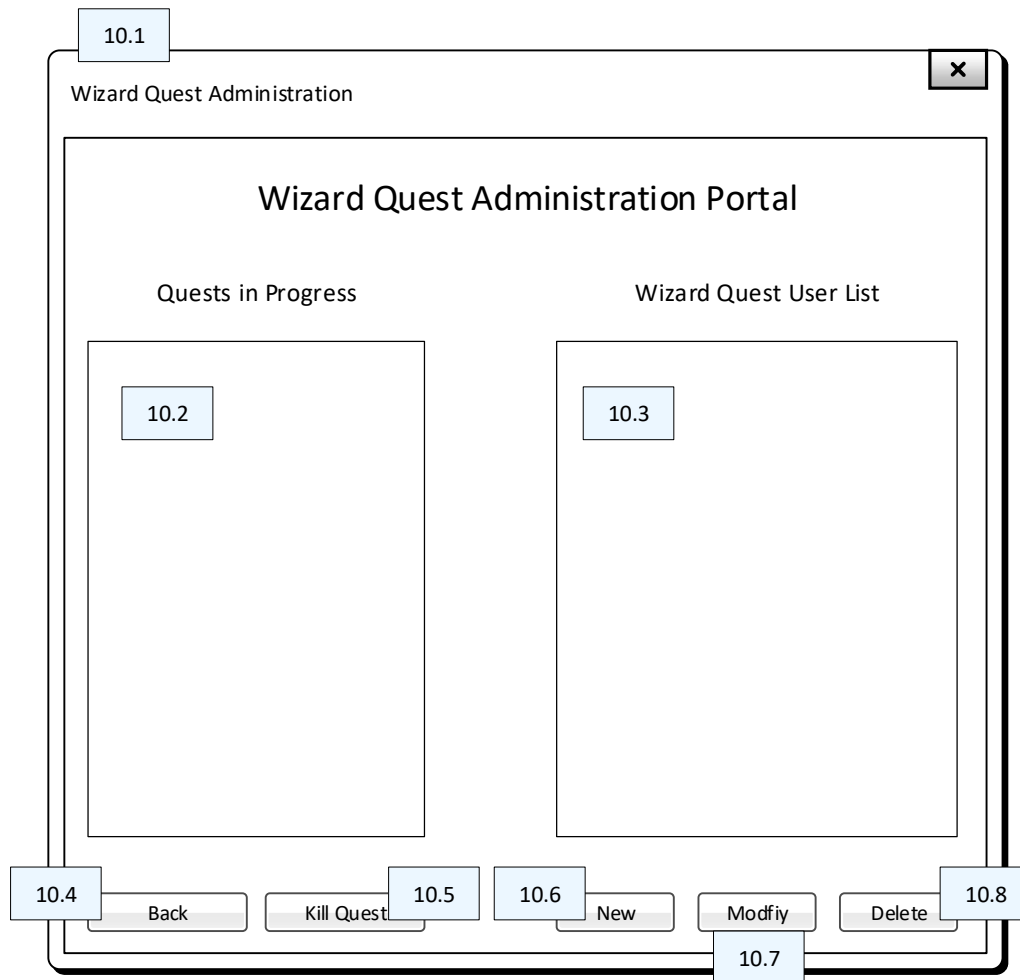 10.1
Wizard Quest Administration
Wizard Quest Administration Portal
Quests in Progress
Wizard Quest User List
10.2
10.3
10.4
Back
Kill Quest
10.5
10.6
New
Modfiy
10.7
Delete
10.8